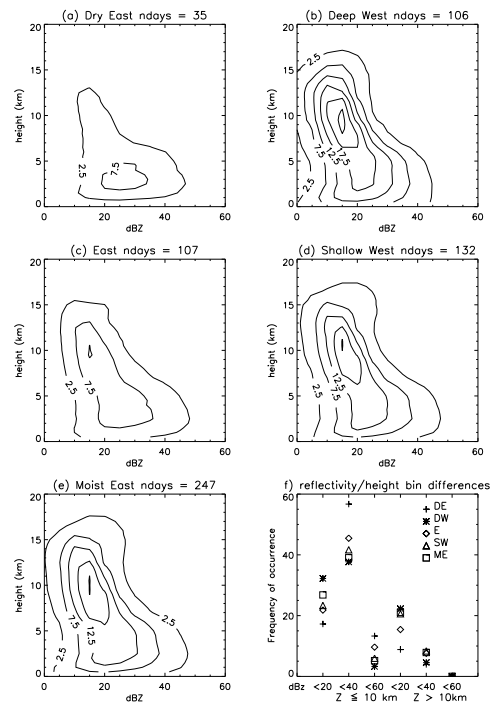 (a) Dry East ndays = 35
(b) Deep West ndays = 106
20
15
10
5
0
height (km)
2.5
7.5
0 20 40 60
dBZ
20
15
10
5
0
height (km)
2.5
7.5
12.5
17.5
2.5
0 20 40 60
dBZ
(c) East ndays = 107
(d) Shallow West ndays = 132
20
15
10
5
0
height (km)
2.5
7.5
0 20 40 60
dBZ
20
15
10
5
0
height (km)
2.5
12.5
7.5
0 20 40 60
dBZ
(e) Moist East ndays = 247
f) reflectivity/height bin differences
20
15
10
5
0
height (km)
7.5
12.5
2.5
2.5
0 20 40 60
dBZ
60
40
20
0
Frequency of occurrence
DE
DW
E
SW
ME
dBz <20 <40 <60 <20 <40 <60
Z ≤ 10 km Z > 10km